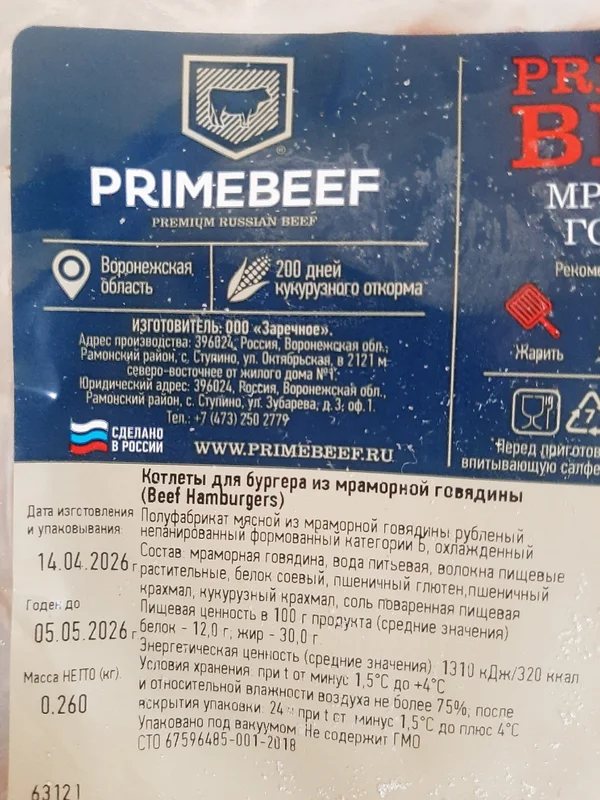 PRIMEBEEF
PREMIUM RUSSIAN BEEF
Воронежская
область
200 дней
кукурузного откорма
ИЗГОТОВИТЕЛЬ: ООО «Заречное».
Адрес производства: 396024, Россия, Воронежская обл.,
Рамонский район, с. Ступино, ул. Октябрьская, в 2121 м
северо-восточнее от жилого дома №1.
Юридический адрес: 396024, Россия, Воронежская обл.,
Рамонский район, с. Ступино, ул. Зубарева, д. 3; оф.1.
Тел.: +7 (473) 250 2779
СДЕЛАНО
В РОССИИ
WWW.PRIMEBEEF.RU
Жарить
7
Котлеты для бургера из мраморной говядины
(Beef Hamburgers)
Дата изготовления
и упаковывания:
14.04.2026 г.
Годен до
05.05.2026 г.
Масса НЕТТО (кг).
0.260
63121
Полуфабрикат мясной из мраморной говядины рубленый
непанированный формованный категории Б, охлажденный
Состав: мраморная говядина, вода питьевая, волокна пищевые
растительные, белок соевый, пшеничный глютен, пшеничный
крахмал, кукурузный крахмал, соль поваренная пищевая
Пищевая ценность в 100 г продукта (средние значения)
белок - 12,0 г, жир - 30,0 г
Энергетическая ценность (средние значения) 1310 кДж/320 ккал
Условия хранения: при t от минус 1,5°С до +4°С
и относительной влажности воздуха не более 75%, после
вскрытия упаковки: 24 ч при t от минус 1,5°С до плюс 4°С
Упаковано под вакуумом. Не содержит ГМО
СТО 67596485-001-2018